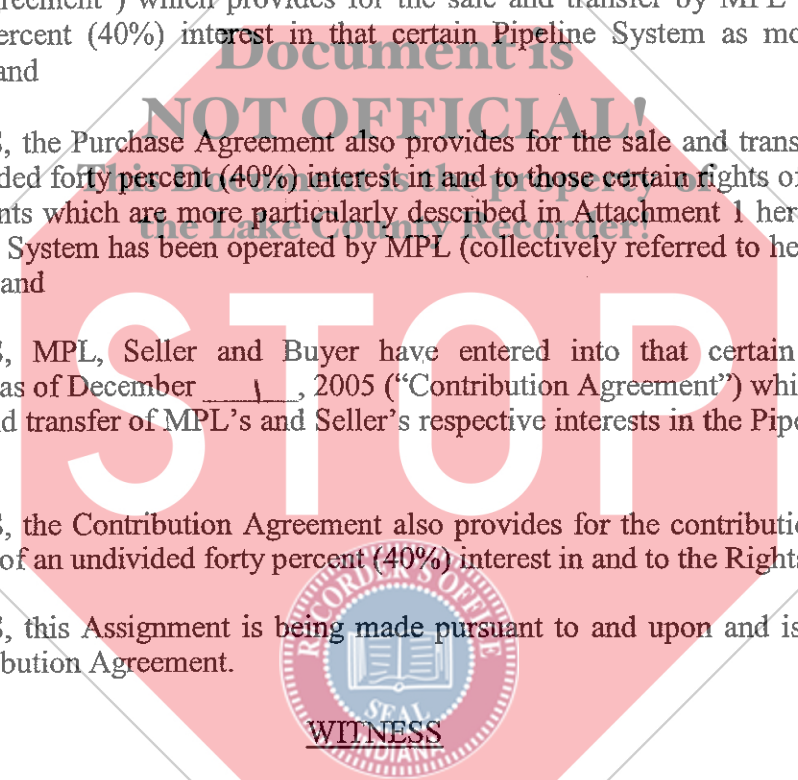 reement") which provides for the sale and transfer by MPL
ercent (40%) interest in that certain Pipeline System as mo
Document is
and
NOT OFFICIAL!
S, the Purchase Agreement also provides for the sale and trans
This Document is the property of
ded forty percent (40%) interest in and to those certain rights of
nts which are more particularly described in Attachment 1 her
the Lake County Recorder!
System has been operated by MPL (collectively referred to he
and
STOP
S, MPL, Seller and Buyer have entered into that certain
as of December 1, 2005 ("Contribution Agreement") whi
d transfer of MPL's and Seller's respective interests in the Pipe
S, the Contribution Agreement also provides for the contributi
of an undivided forty percent (40%) interest in and to the Rights
S, this Assignment is being made pursuant to and upon and is
bution Agreement.
RECORDER'S OFFICE
SEAL
INDIANA
WITNESS